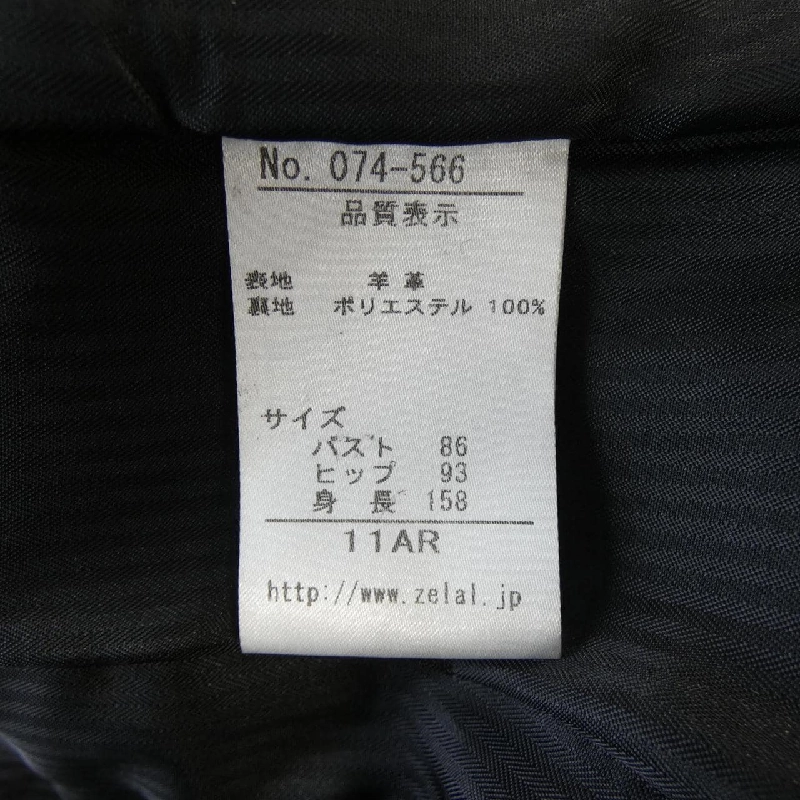 No. 074-566
品質表示
表地 羊革
裏地 ポリエステル 100%
サイズ
バスト 86
ヒップ 93
身長 158
11AR
http://www.zelal.jp